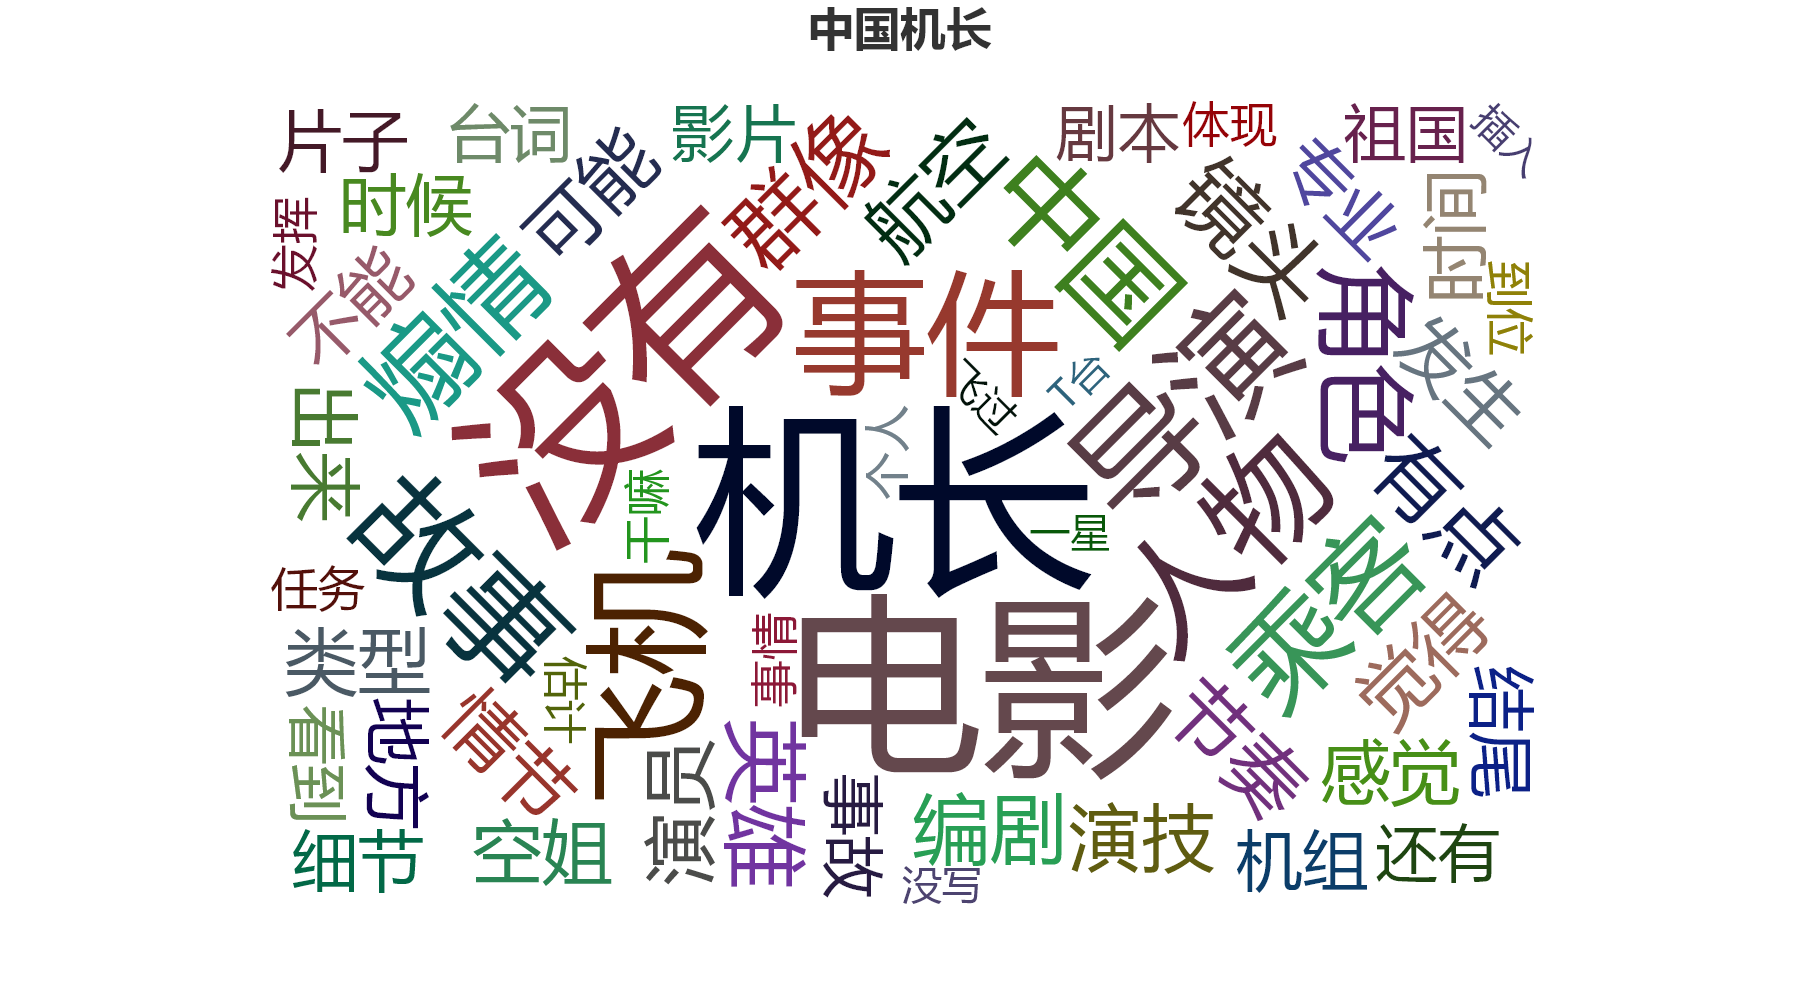 中国机长
片子
台词
影片
剧本
体现
祖国
插入
时候
可能
群像
航空
中国
镜头
专业
时间
发挥
不能
煽情
没有
事件
导演
角色
到位
发生
出来
飞过
T台
个人
机长
人物
有点
故事
干嘛
一星
乘客
任务
飞机
电影
觉得
类型
估计
事情
结尾
看到
地方
情节
演员
英雄
事故
节奏
感觉
细节
空姐
编剧
演技
机组
还有
没写